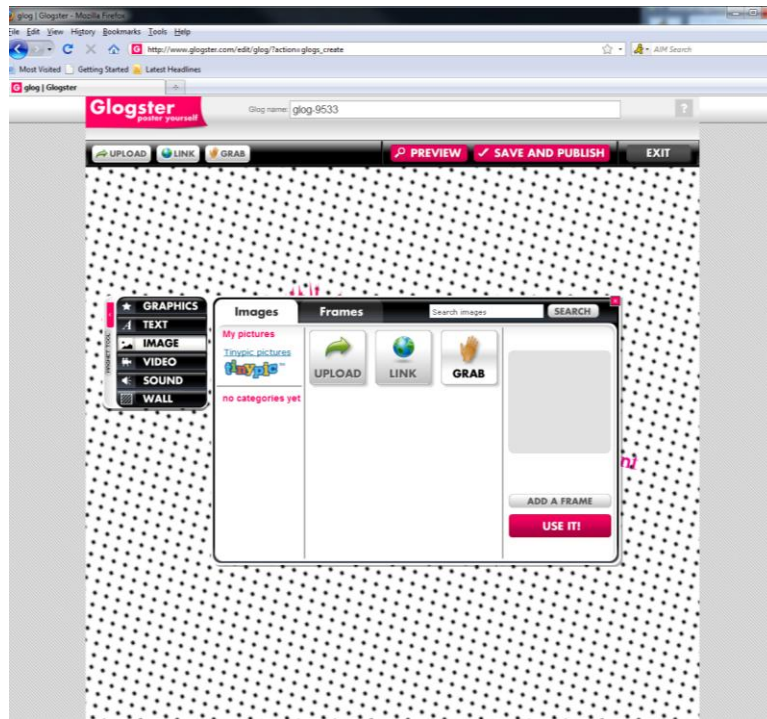 glog | Glogster - Mozilla Firefox
File Edit View History Bookmarks Tools Help
http://www.glogster.com/edit/glog/?action=glogs_create
AIM Search
Most Visited Getting Started Latest Headlines
glog | Glogster
Glogster
poster yourself
Glog name: glog-9533
?
UPLOAD LINK GRAB PREVIEW SAVE AND PUBLISH EXIT
MAGNET TOOL
GRAPHICS
TEXT
IMAGE
VIDEO
SOUND
WALL
Images Frames Search images SEARCH
My pictures
Tinypic pictures
tinypic
no categories yet
UPLOAD LINK GRAB
ADD A FRAME
USE IT!